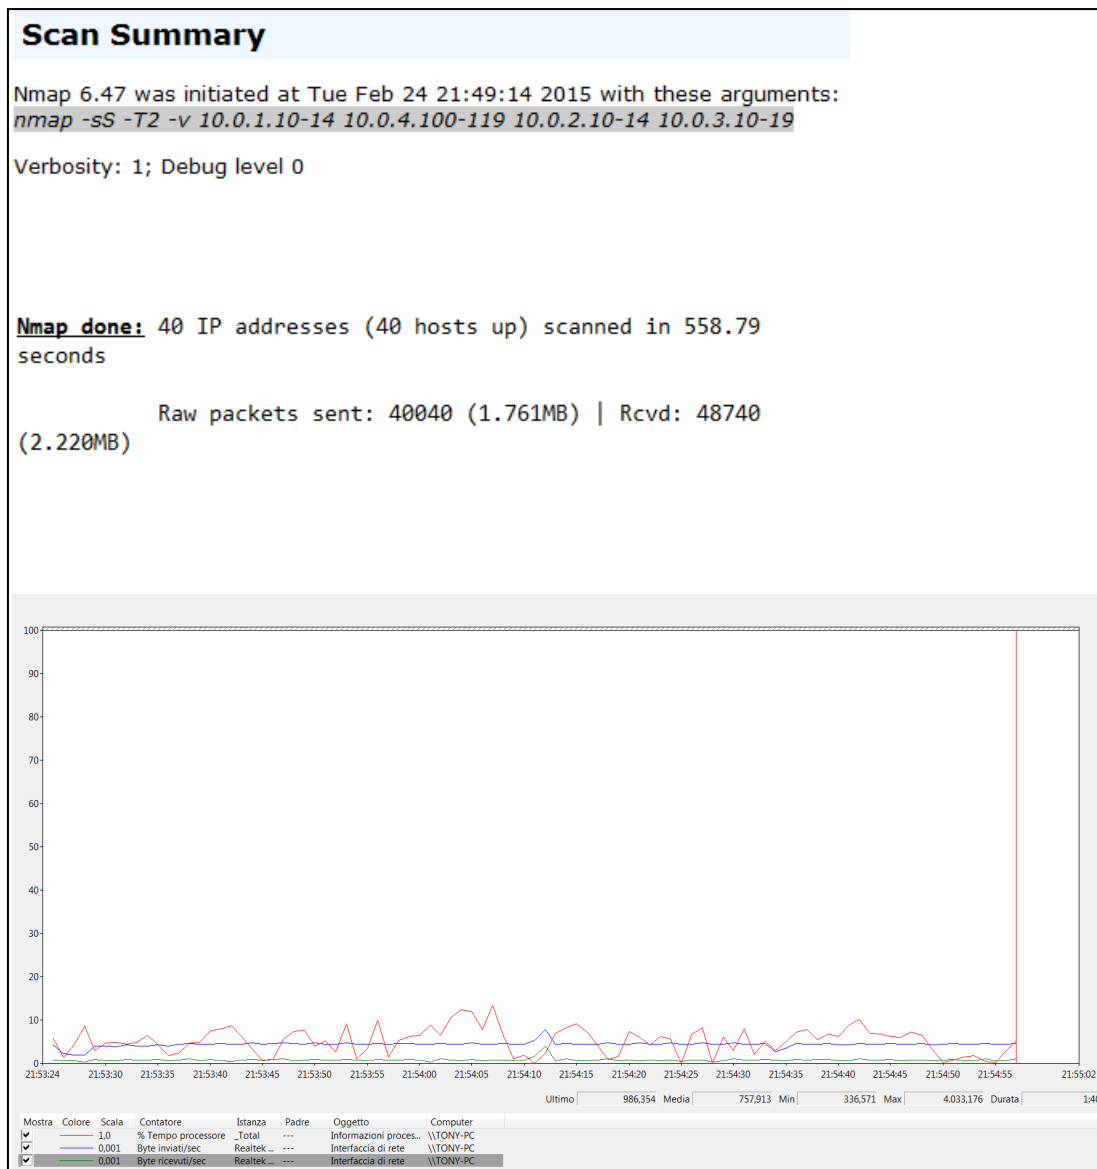 Scan Summary
Nmap 6.47 was initiated at Tue Feb 24 21:49:14 2015 with these arguments:
nmap -sS -T2 -v 10.0.1.10-14 10.0.4.100-119 10.0.2.10-14 10.0.3.10-19
Verbosity: 1; Debug level 0
Nmap done: 40 IP addresses (40 hosts up) scanned in 558.79
seconds
Raw packets sent: 40040 (1.761MB) | Rcvd: 48740
(2.220MB)
100
90
80
70
60
50
40
30
20
10
0
21:53:24 21:53:30 21:53:35 21:53:40 21:53:45 21:53:50 21:53:55 21:54:00 21:54:05 21:54:10 21:54:15 21:54:20 21:54:25 21:54:30 21:54:35 21:54:40 21:54:45 21:54:50 21:54:55 21:55:02
Ultimo 986,354 Media 757,913 Min 336,571 Max 4.033,176 Durata 1:40
Mostra Colore Scala Contatore Istanza Padre Oggetto Computer
1,0 % Tempo processore _Total --- Informazioni proces... \\TONY-PC
0,001 Byte inviati/sec Realtek ... --- Interfaccia di rete \\TONY-PC
0,001 Byte ricevuti/sec Realtek ... --- Interfaccia di rete \\TONY-PC